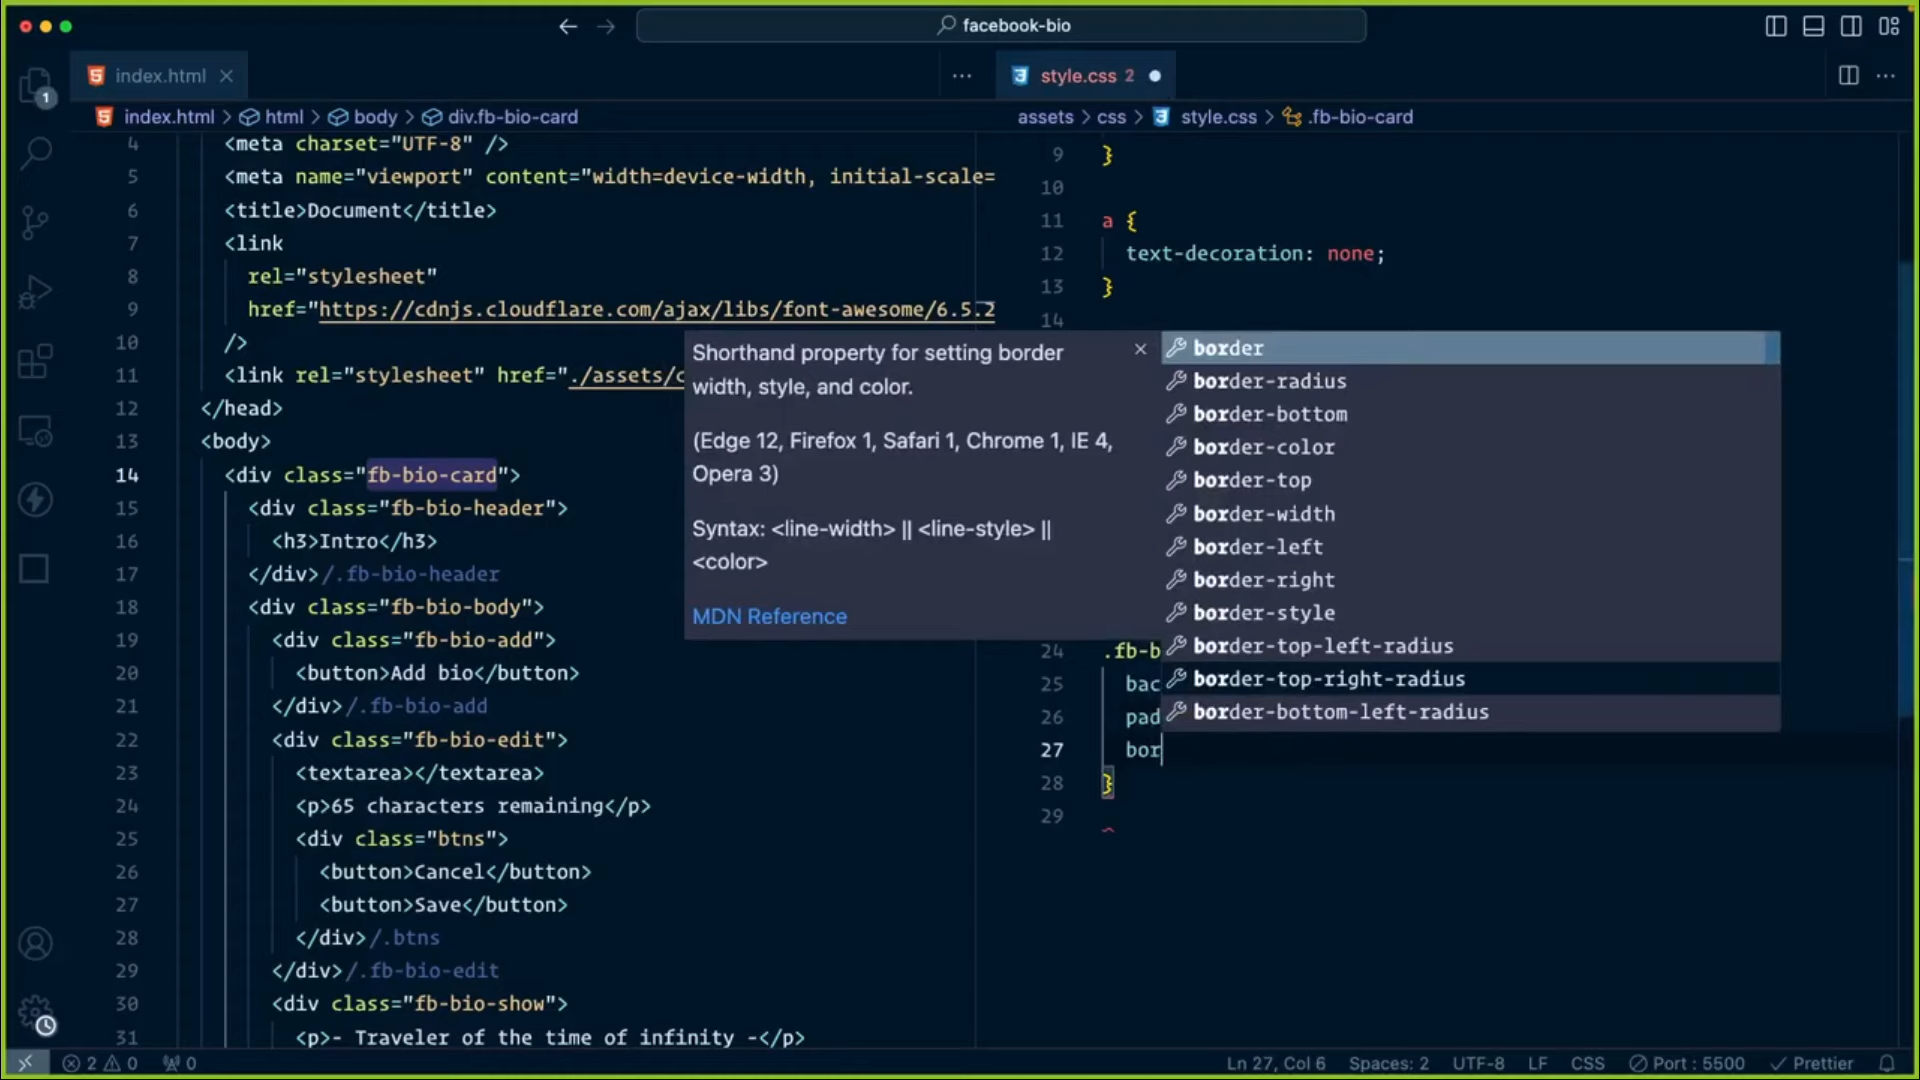 facebook-bio
index.html
style.css 2
index.html > html > body > div.fb-bio-card
assets > css > style.css > .fb-bio-card
1
4 <meta charset="UTF-8" />
5 <meta name="viewport" content="width=device-width, initial-scale=
6 <title>Document</title>
7 <link
8 rel="stylesheet"
9 href="https://cdnjs.cloudflare.com/ajax/libs/font-awesome/6.5.2
10 />
11 <link rel="stylesheet" href="./assets/c
12 </head>
13 <body>
14 <div class="fb-bio-card">
15 <div class="fb-bio-header">
16 <h3>Intro</h3>
17 </div>/.fb-bio-header
18 <div class="fb-bio-body">
19 <div class="fb-bio-add">
20 <button>Add bio</button>
21 </div>/.fb-bio-add
22 <div class="fb-bio-edit">
23 <textarea></textarea>
24 <p>65 characters remaining</p>
25 <div class="btns">
26 <button>Cancel</button>
27 <button>Save</button>
28 </div>/.btns
29 </div>/.fb-bio-edit
30 <div class="fb-bio-show">
31 <p>- Traveler of the time of infinity -</p>
9 }
10
11 a {
12 text-decoration: none;
13 }
14
Shorthand property for setting border
width, style, and color.
(Edge 12, Firefox 1, Safari 1, Chrome 1, IE 4,
Opera 3)
Syntax: <line-width> || <line-style> ||
<color>
MDN Reference
border
border-radius
border-bottom
border-color
border-top
border-width
border-left
border-right
border-style
border-top-left-radius
border-top-right-radius
border-bottom-left-radius
24 .fb-b
25 bac
26 pad
27 bor
28 }
29
2 0 0
Ln 27, Col 6 Spaces: 2 UTF-8 LF CSS Port : 5500 Prettier